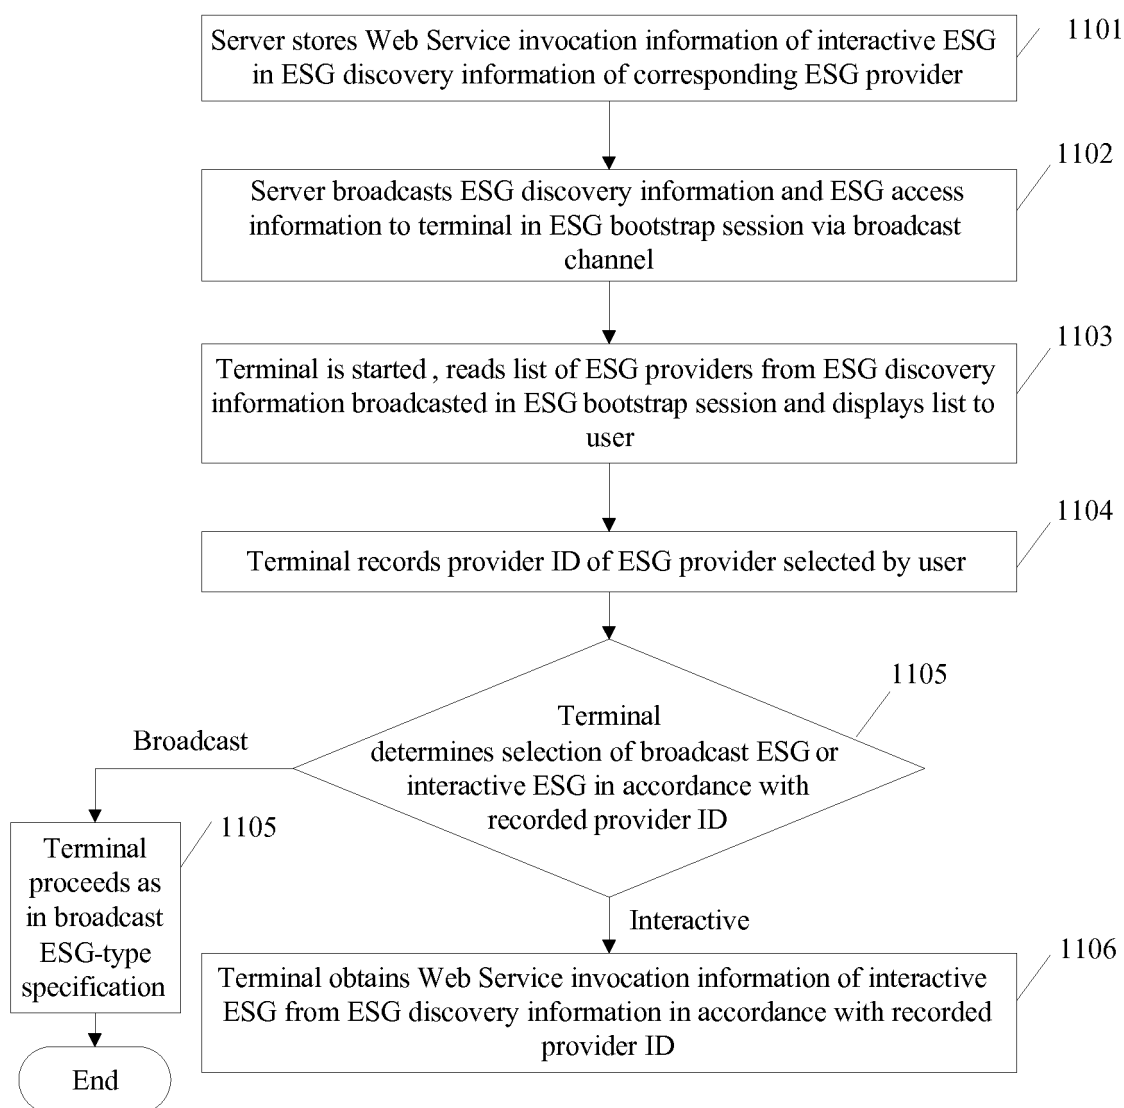 1101
Server stores Web Service invocation information of interactive ESG
in ESG discovery information of corresponding ESG provider
1102
Server broadcasts ESG discovery information and ESG access
information to terminal in ESG bootstrap session via broadcast
channel
1103
Terminal is started , reads list of ESG providers from ESG discovery
information broadcasted in ESG bootstrap session and displays list to
user
1104
Terminal records provider ID of ESG provider selected by user
1105
Terminal
determines selection of broadcast ESG or
interactive ESG in accordance with
recorded provider ID
Broadcast
1105
Terminal
proceeds as
in broadcast
ESG-type
specification
End
Interactive
1106
Terminal obtains Web Service invocation information of interactive
ESG from ESG discovery information in accordance with recorded
provider ID